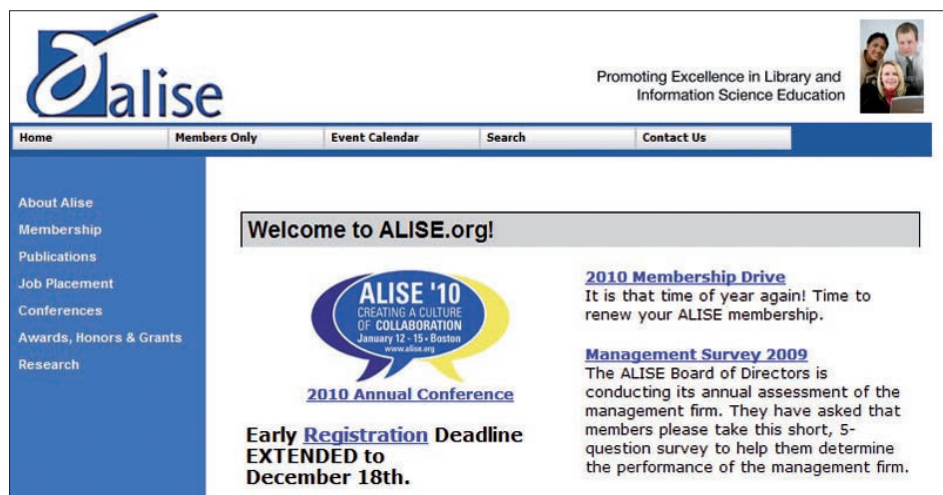 alise
Promoting Excellence in Library and
Information Science Education
Home
Members Only
Event Calendar
Search
Contact Us
About Alise
Membership
Publications
Job Placement
Conferences
Awards, Honors & Grants
Research
Welcome to ALISE.org!
ALISE '10
CREATING A CULTURE
OF COLLABORATION
January 12 - 15 • Boston
www.alise.org
2010 Annual Conference
Early Registration Deadline
EXTENDED to
December 18th.
2010 Membership Drive
It is that time of year again! Time to
renew your ALISE membership.
Management Survey 2009
The ALISE Board of Directors is
conducting its annual assessment of the
management firm. They have asked that
members please take this short, 5-
question survey to help them determine
the performance of the management firm.